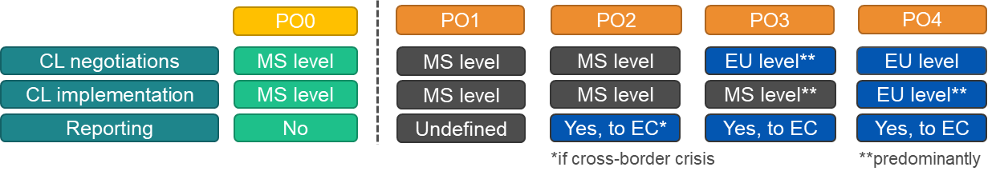 PO0 PO1 PO2 PO3 PO4
CL negotiations MS level MS level MS level EU level** EU level
CL implementation MS level MS level MS level MS level** EU level**
Reporting No Undefined Yes, to EC* Yes, to EC Yes, to EC
*if cross-border crisis **predominantly